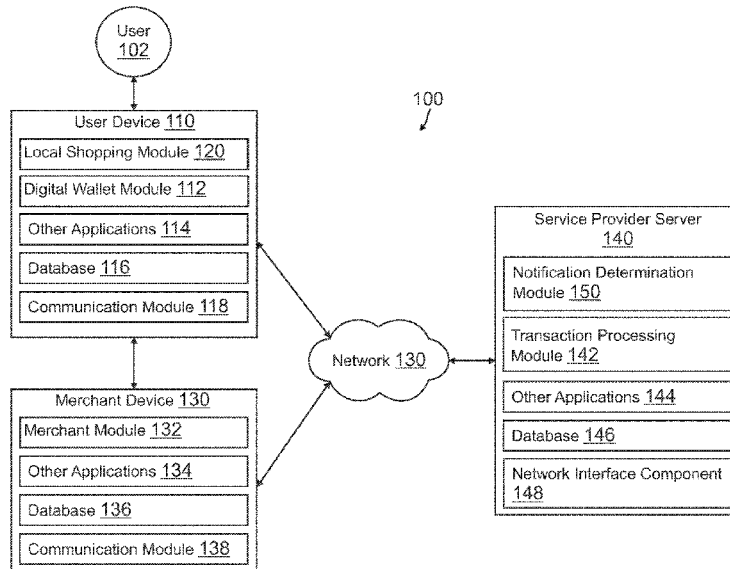 User
102
100
User Device 110
Local Shopping Module 120
Digital Wallet Module 112
Other Applications 114
Database 116
Communication Module 118
Merchant Device 130
Merchant Module 132
Other Applications 134
Database 136
Communication Module 138
Network 130
Service Provider Server
140
Notification Determination
Module 150
Transaction Processing
Module 142
Other Applications 144
Database 146
Network Interface Component
148